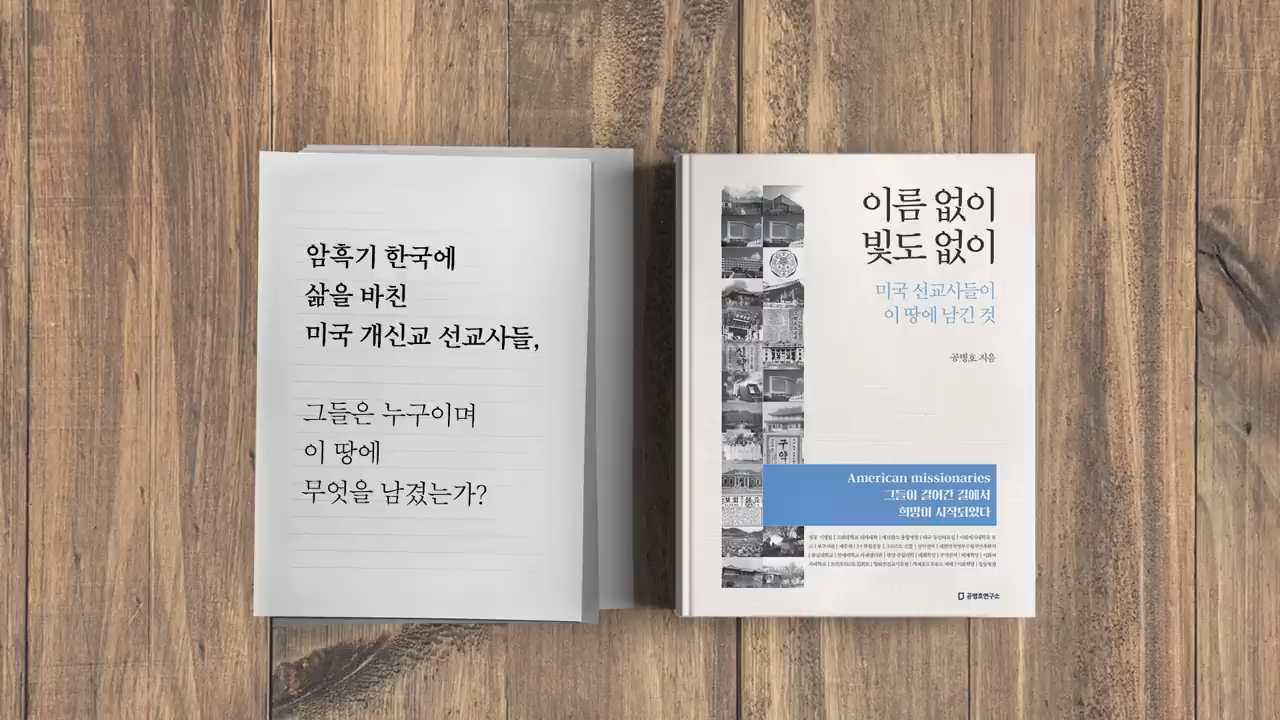 암흑기 한국에
삶을 바친
미국 개신교 선교사들,
그들은 누구이며
이 땅에
무엇을 남겼는가?
이름 없이
빛도 없이
미국 선교사들이
이 땅에 남긴 것
공병호 지음
구약
American missionaries
그들이 걸어간 길에서
희망이 시작되었다
공병호연구소